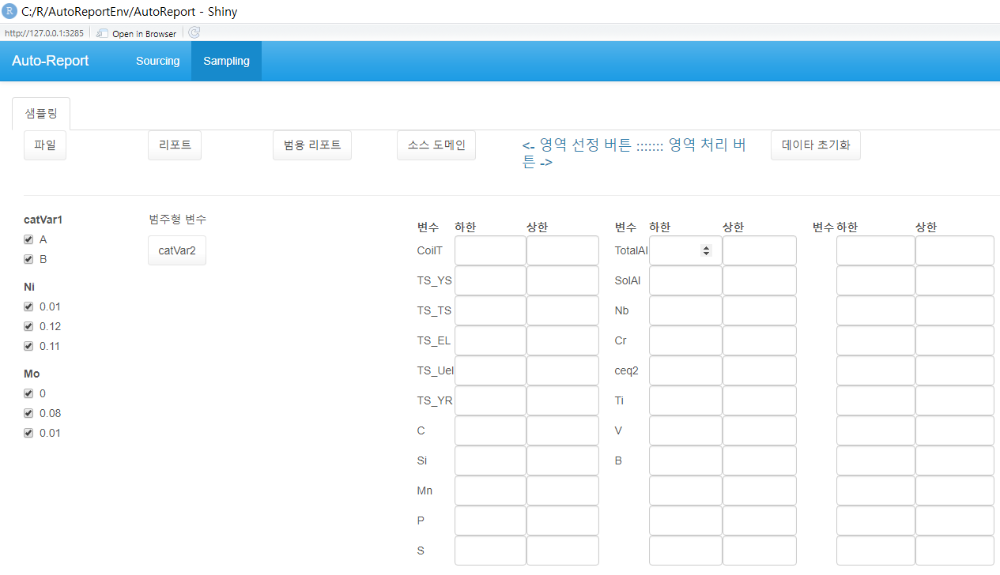 C:/R/AutoReportEnv/AutoReport - Shiny
http://127.0.0.1:3285 Open in Browser
Auto-Report Sourcing Sampling
샘플링
파일 리포트 범용 리포트 소스 도메인 <- 영역 선정 버튼 ::::::: 영역 처리 버 데이타 초기화
튼 ->
catVar1 범주형 변수
변수 하한 상한 변수 하한 상한 변수 하한 상한
A catVar2 CoilT TotalAl
B
TS_YS SolAl
Ni
0.01 TS_TS Nb
0.12
0.11 TS_EL Cr
Mo TS_Uel ceq2
0
0.08 TS_YR Ti
0.01 C V
Si B
Mn
P
S